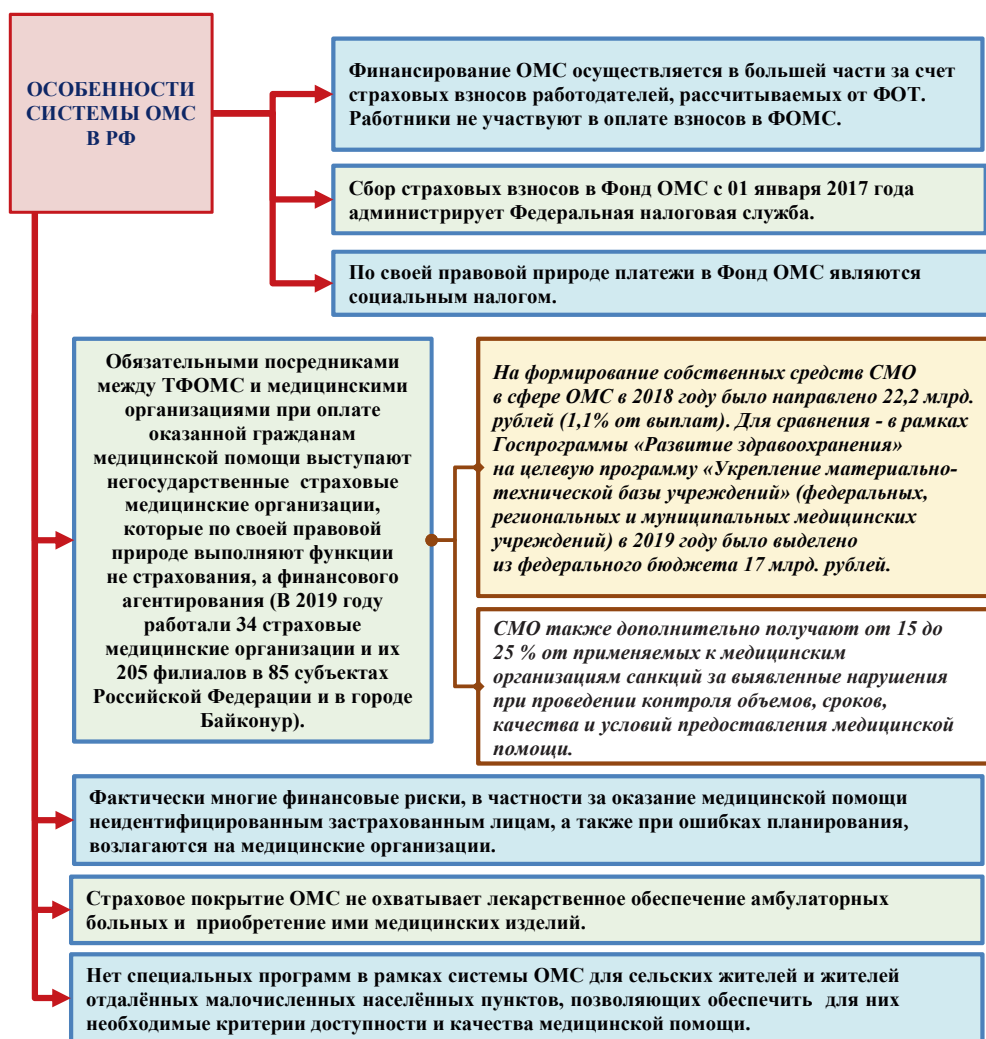 ОСОБЕННОСТИ
СИСТЕМЫ ОМС
В РФ
Финансирование ОМС осуществляется в большей части за счет
страховых взносов работодателей, рассчитываемых от ФОТ.
Работники не участвуют в оплате взносов в ФОМС.
Сбор страховых взносов в Фонд ОМС с 01 января 2017 года
администрирует Федеральная налоговая служба.
По своей правовой природе платежи в Фонд ОМС являются
социальным налогом.
Обязательными посредниками
между ТФОМС и медицинскими
организациями при оплате
оказанной гражданам
медицинской помощи выступают
негосударственные страховые
медицинские организации,
которые по своей правовой
природе выполняют функции
не страхования, а финансового
агентирования (В 2019 году
работали 34 страховые
медицинские организации и их
205 филиалов в 85 субъектах
Российской Федерации и в городе
Байконур).
На формирование собственных средств СМО
в сфере ОМС в 2018 году было направлено 22,2 млрд.
рублей (1,1% от выплат). Для сравнения - в рамках
Госпрограммы «Развитие здравоохранения»
на целевую программу «Укрепление материально-
технической базы учреждений» (федеральных,
региональных и муниципальных медицинских
учреждений) в 2019 году было выделено
из федерального бюджета 17 млрд. рублей.
СМО также дополнительно получают от 15 до
25 % от применяемых к медицинским
организациям санкций за выявленные нарушения
при проведении контроля объемов, сроков,
качества и условий предоставления медицинской
помощи.
Фактически многие финансовые риски, в частности за оказание медицинской помощи
неидентифицированным застрахованным лицам, а также при ошибках планирования,
возлагаются на медицинские организации.
Страховое покрытие ОМС не охватывает лекарственное обеспечение амбулаторных
больных и приобретение ими медицинских изделий.
Нет специальных программ в рамках системы ОМС для сельских жителей и жителей
отдалённых малочисленных населённых пунктов, позволяющих обеспечить для них
необходимые критерии доступности и качества медицинской помощи.